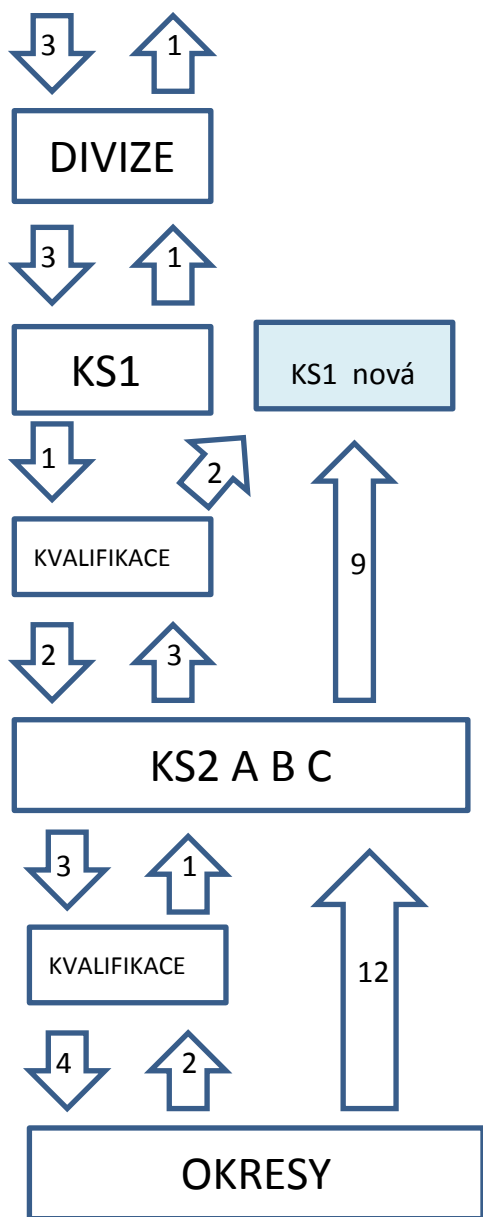 3 1
DIVIZE
3 1
KS1 KS1 nová
1 2
KVALIFIKACE
9
2 3
KS2 A B C
3 1
KVALIFIKACE
12
4 2
OKRESY